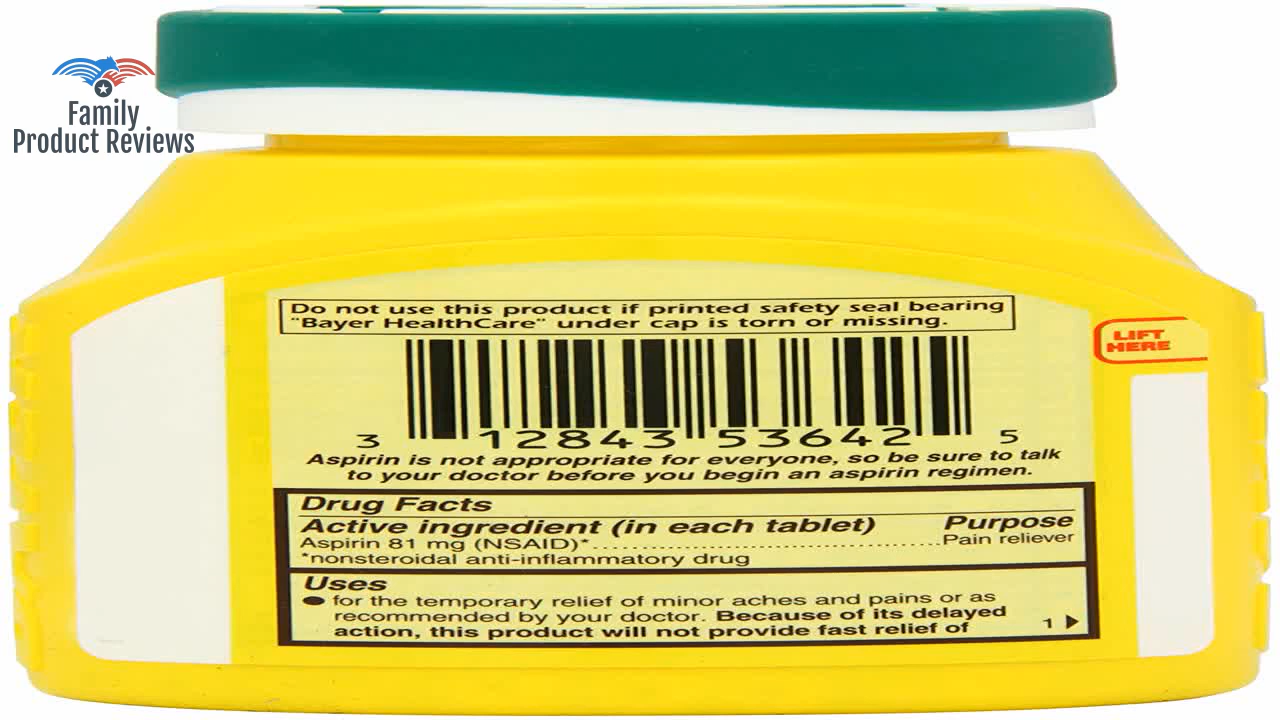 Family
Product Reviews
Do not use this product if printed safety seal bearing
"Bayer HealthCare" under cap is torn or missing.
LIFT
HERE
3 12843 53642 5
Aspirin is not appropriate for everyone, so be sure to talk
to your doctor before you begin an aspirin regimen.
Drug Facts
Active ingredient (in each tablet) Purpose
Aspirin 81 mg (NSAID)*..........................................Pain reliever
*nonsteroidal anti-inflammatory drug
Uses
● for the temporary relief of minor aches and pains or as
recommended by your doctor. Because of its delayed
action, this product will not provide fast relief of
1 ▶